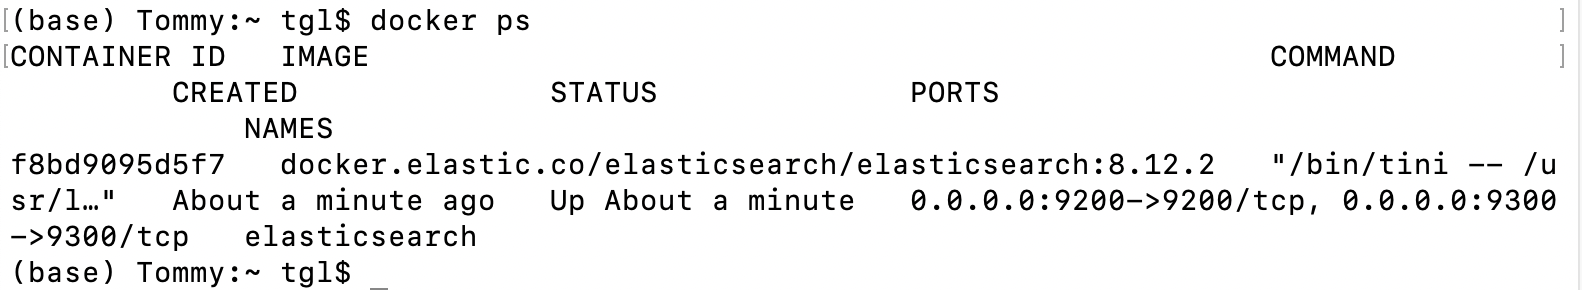 [(base) Tommy:~ tgl$ docker ps ]
[CONTAINER ID   IMAGE                                                  COMMAND         ]
         CREATED              STATUS              PORTS
             NAMES
f8bd9095d5f7   docker.elastic.co/elasticsearch/elasticsearch:8.12.2   "/bin/tini -- /u
sr/l…"   About a minute ago   Up About a minute   0.0.0.0:9200->9200/tcp, 0.0.0.0:9300
->9300/tcp   elasticsearch
(base) Tommy:~ tgl$